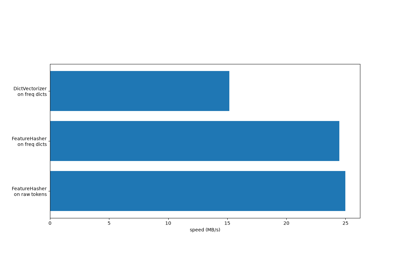 DictVectorizer
on freq dicts
FeatureHasher
on freq dicts
FeatureHasher
on raw tokens
0 5 10 15 20 25
speed (MB/s)